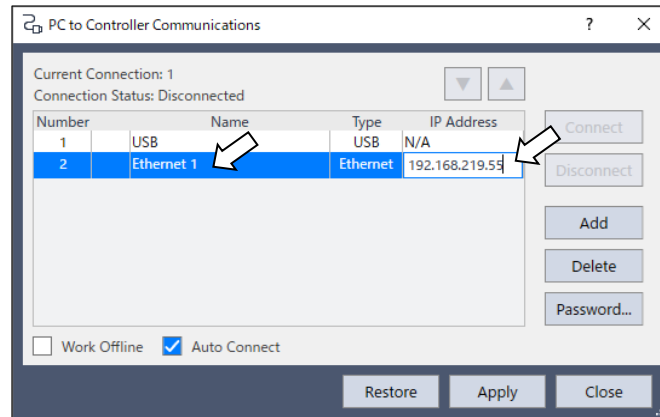 PC to Controller Communications
?
Current Connection: 1
Connection Status: Disconnected
Number Name Type IP Address
1 USB USB N/A
2 Ethernet 1 Ethernet 192.168.219.55
Connect
Disconnect
Add
Delete
Password...
Work Offline Auto Connect
Restore Apply Close